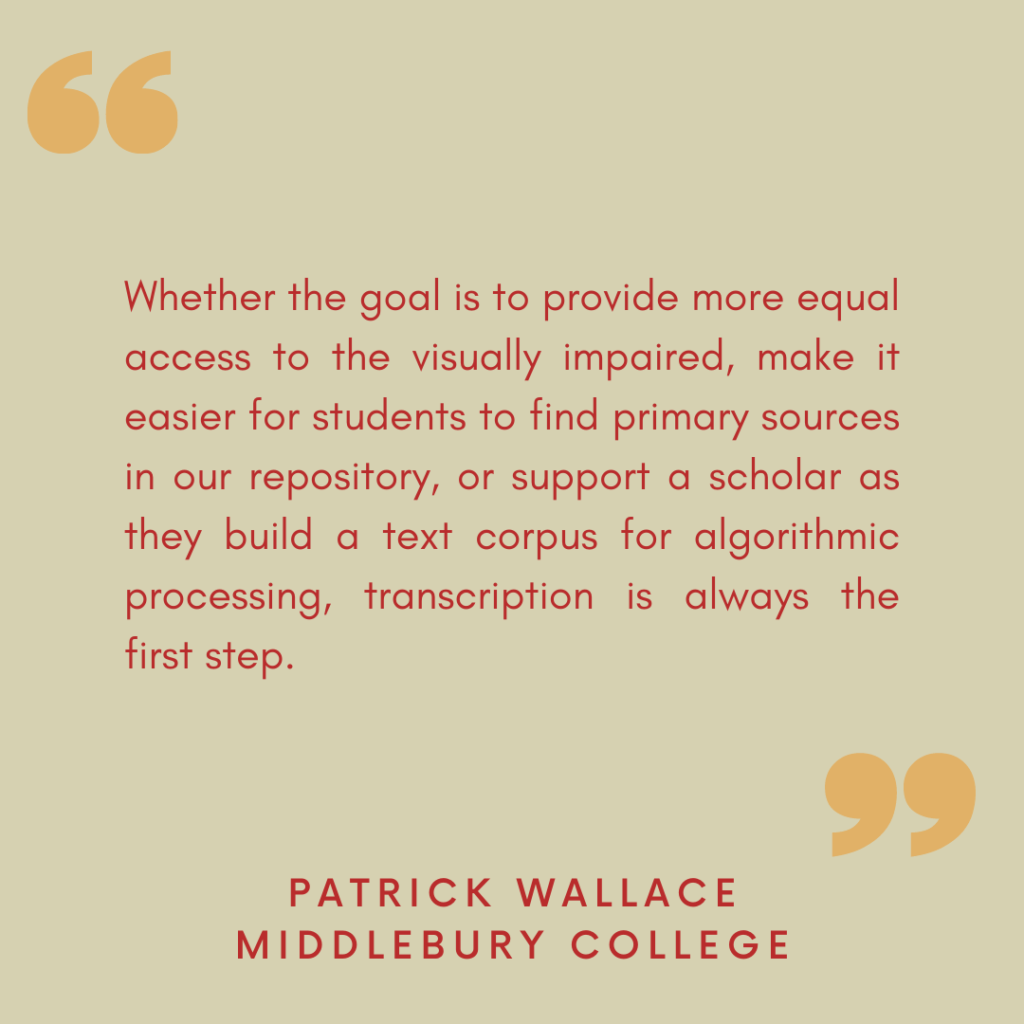 “
Whether the goal is to provide more equal
access to the visually impaired, make it
easier for students to find primary sources
in our repository, or support a scholar as
they build a text corpus for algorithmic
processing, transcription is always the
first step.
”
PATRICK WALLACE
MIDDLEBURY COLLEGE